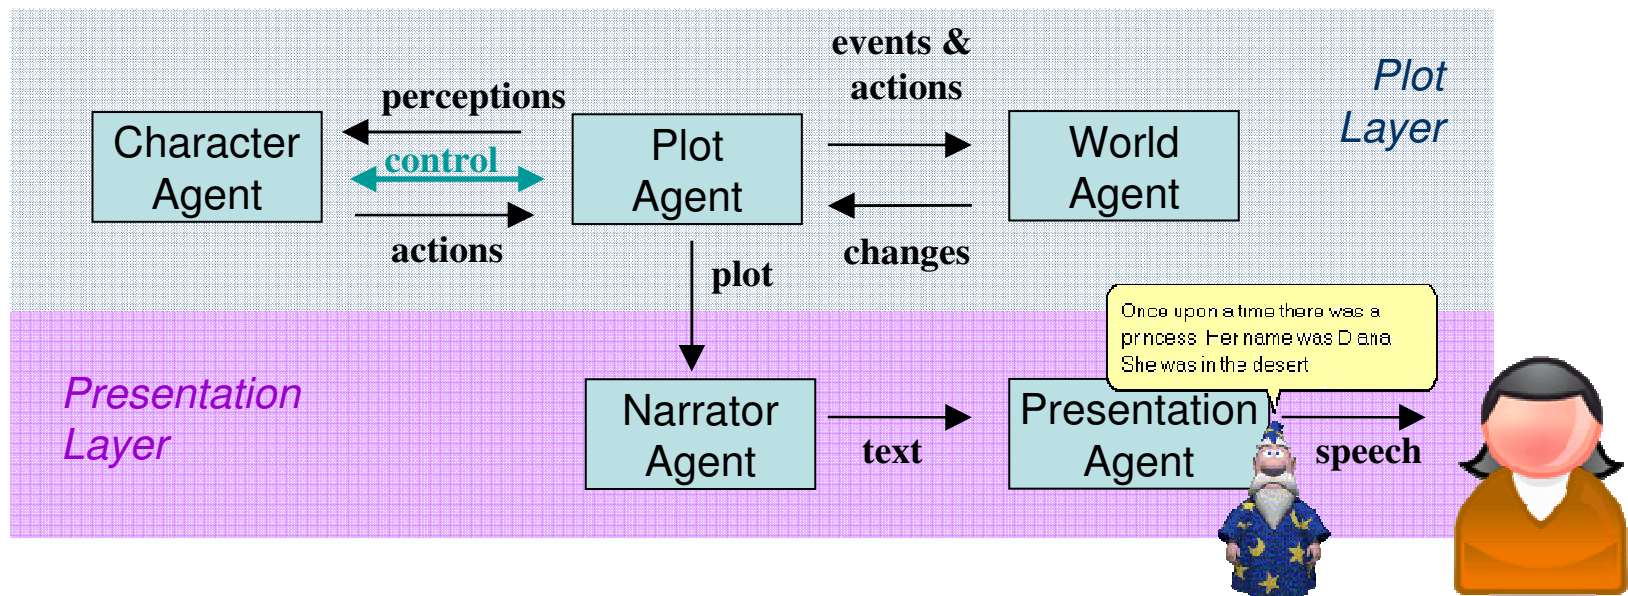 events &
actions
Plot
Layer
perceptions
Character
Agent
control
actions
Plot
Agent
World
Agent
changes
plot
Once upon a time there was a
princess. Her name was Diana.
She was in the desert
Presentation
Layer
Narrator
Agent
text
Presentation
Agent
speech